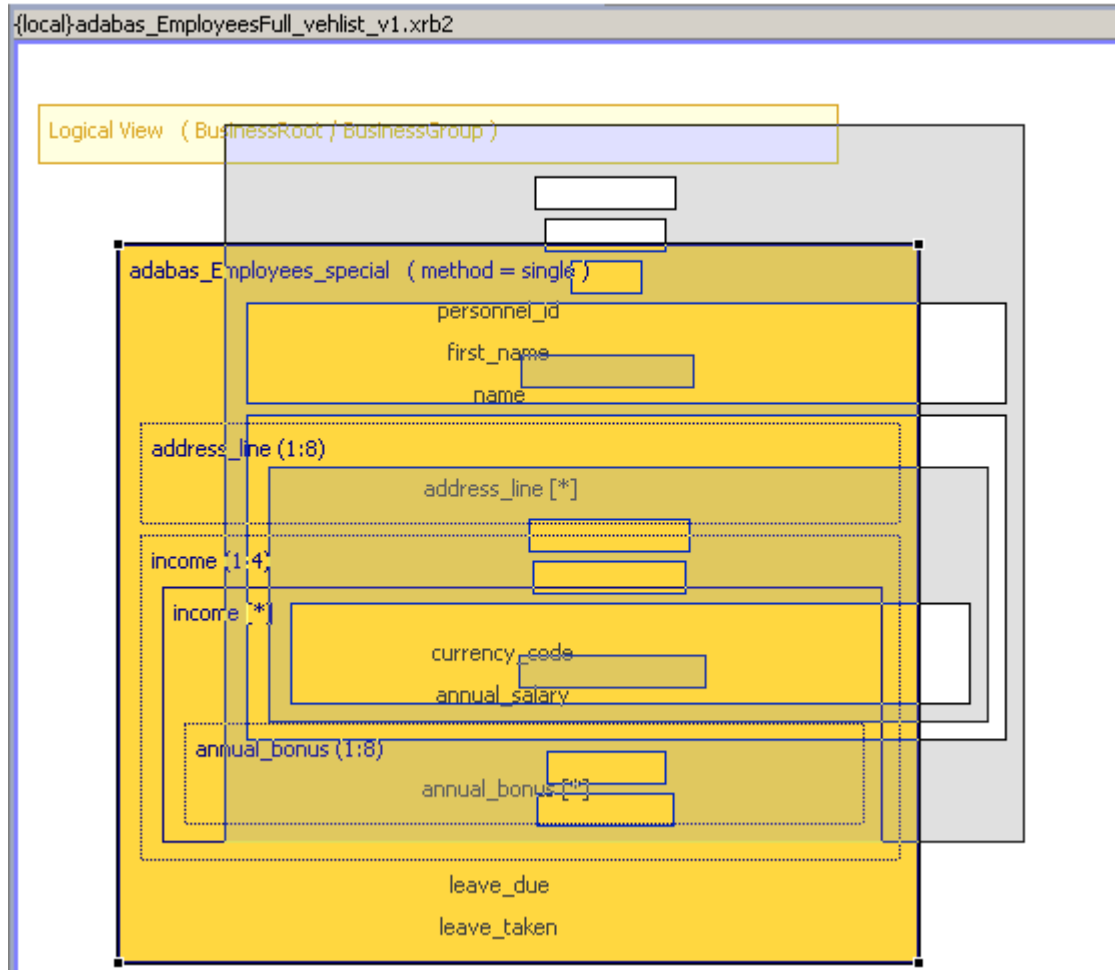 {local}adabas_EmployeesFull_vehlist_v1.xrb2
Logical View ( BusinessRoot / BusinessGroup )
adabas_Employees_special ( method = single )
personnel_id
first_name
name
address_line (1:8)
address_line [*]
income (1:4)
income [*]
currency_code
annual_salary
annual_bonus (1:8)
annual_bonus [*]
leave_due
leave_taken